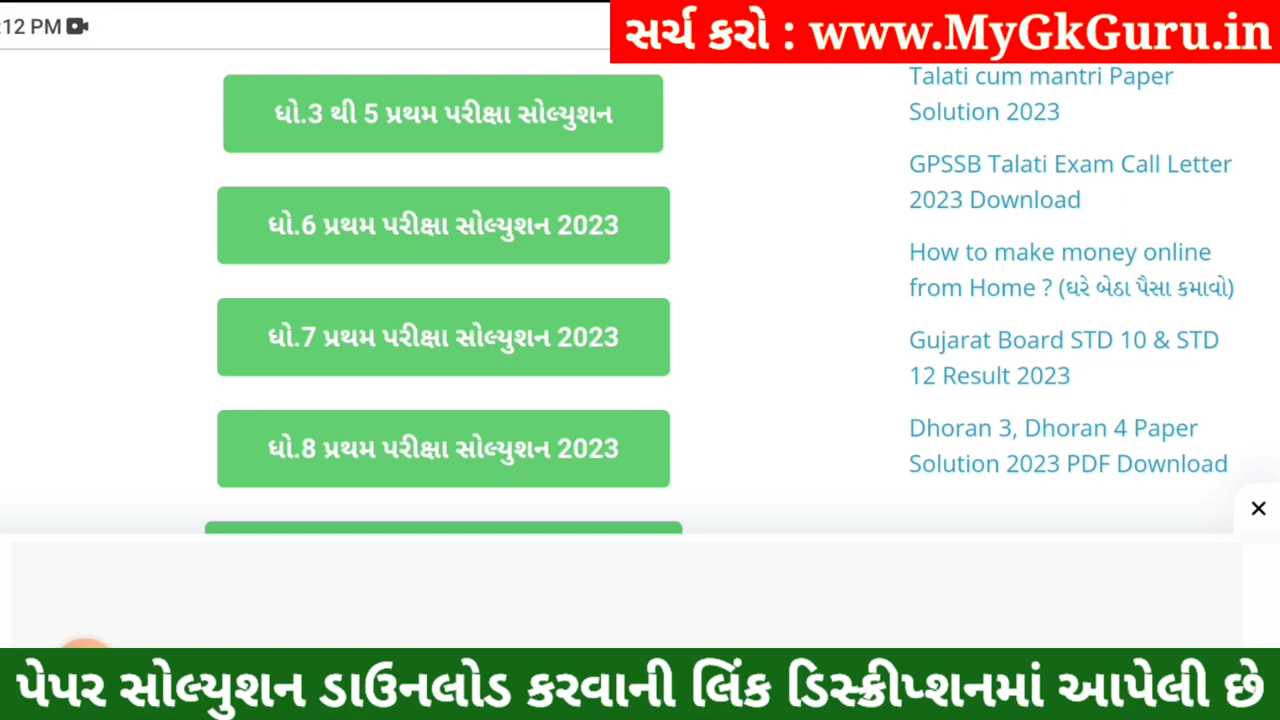 :12 PM
સર્ચ કરો : www.MyGkGuru.in
ધો.3 થી 5 પ્રથમ પરીક્ષા સોલ્યુશન
ધો.6 પ્રથમ પરીક્ષા સોલ્યુશન 2023
ધો.7 પ્રથમ પરીક્ષા સોલ્યુશન 2023
ધો.8 પ્રથમ પરીક્ષા સોલ્યુશન 2023
Talati cum mantri Paper
Solution 2023
GPSSB Talati Exam Call Letter
2023 Download
How to make money online
from Home ? (ઘરે બેઠા પૈસા કમાવો)
Gujarat Board STD 10 & STD
12 Result 2023
Dhoran 3, Dhoran 4 Paper
Solution 2023 PDF Download
પેપર સોલ્યુશન ડાઉનલોડ કરવાની લિંક ડિસ્ક્રીપ્શનમાં આપેલી છે